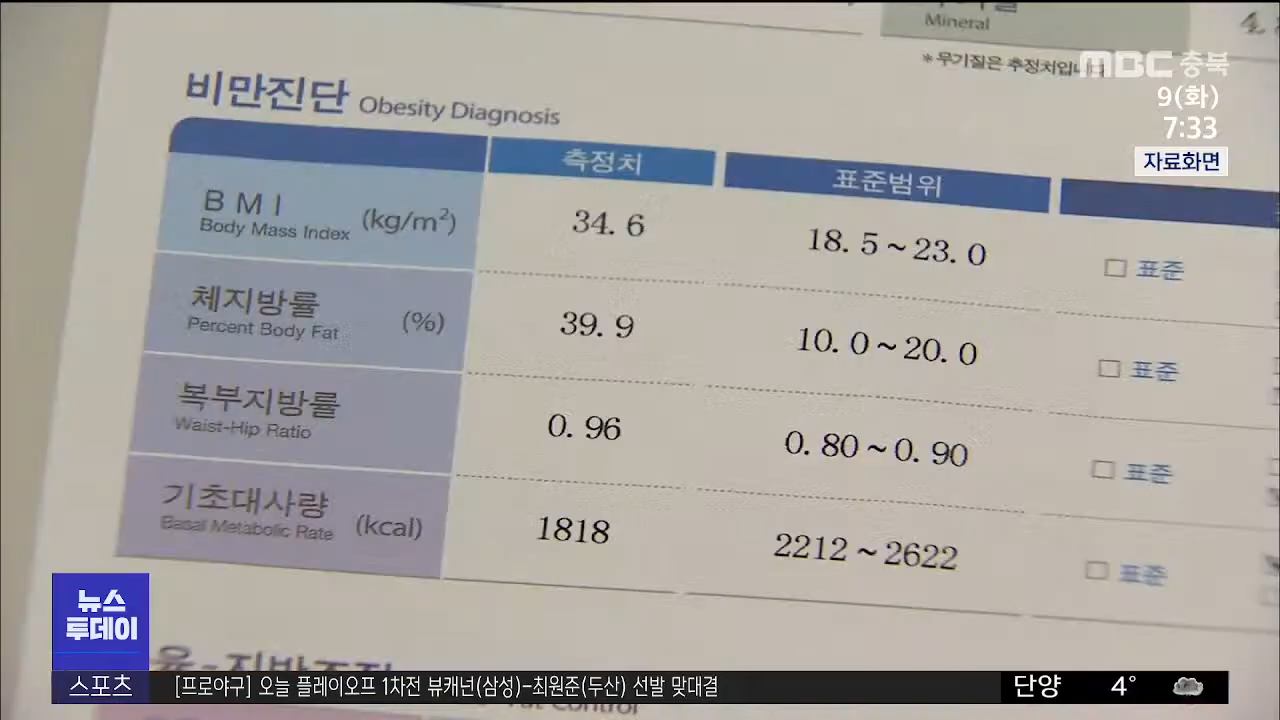 Mineral
*무기질은 추정치입니다
MBC 충북
9(화)
7:33
자료화면
비만진단 Obesity Diagnosis
측정치 표준범위
BMI (kg/m²) 34.6 18.5~23.0 □ 표준
Body Mass Index
체지방률 (%) 39.9 10.0~20.0 □ 표준
Percent Body Fat
복부지방률 0.96 0.80~0.90 □ 표준
Waist-Hip Ratio
기초대사량 (kcal) 1818 2212~2622 □ 표준
Basal Metabolic Rate
뉴스
투데이
스포츠 [프로야구] 오늘 플레이오프 1차전 뷰캐넌(삼성)-최원준(두산) 선발 맞대결 단양 4°